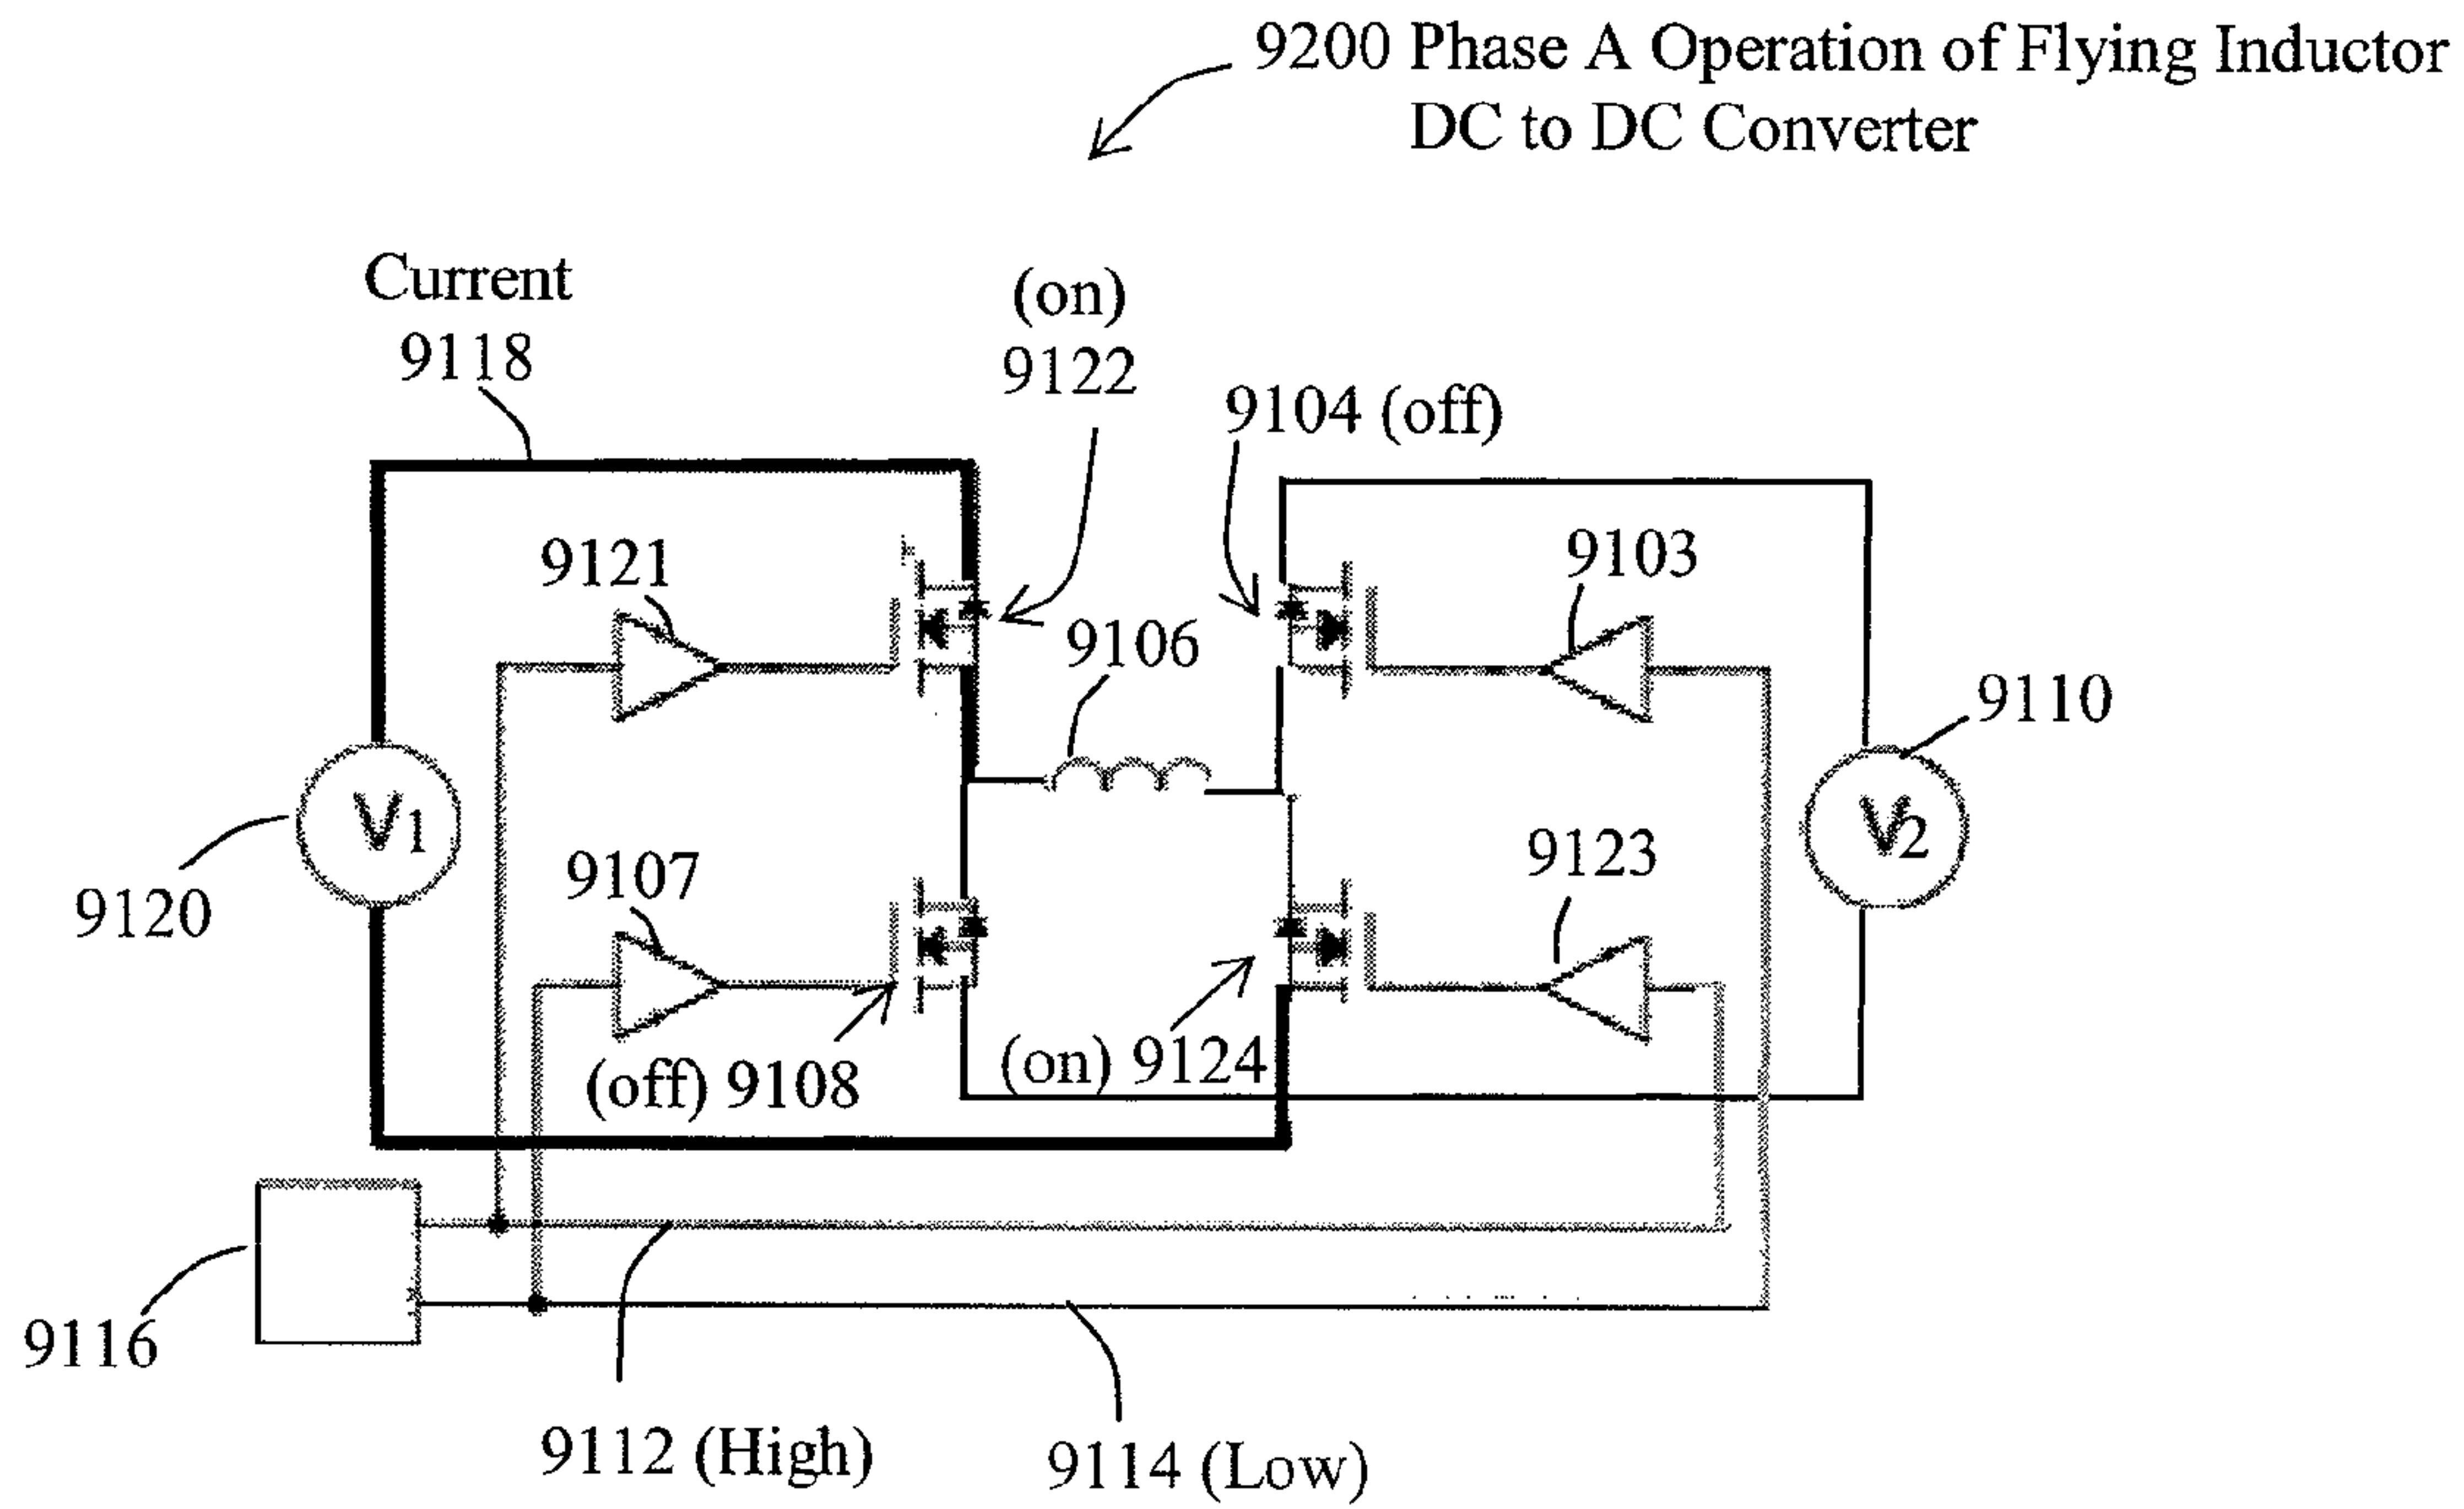 9200 Phase A Operation of Flying Inductor
DC to DC Converter
Current
9118
(on)
9122
9104 (off)
9121
9103
9106
9110
V1
V2
9120
9107
9123
(off) 9108
(on) 9124
9116
9112 (High)
9114 (Low)